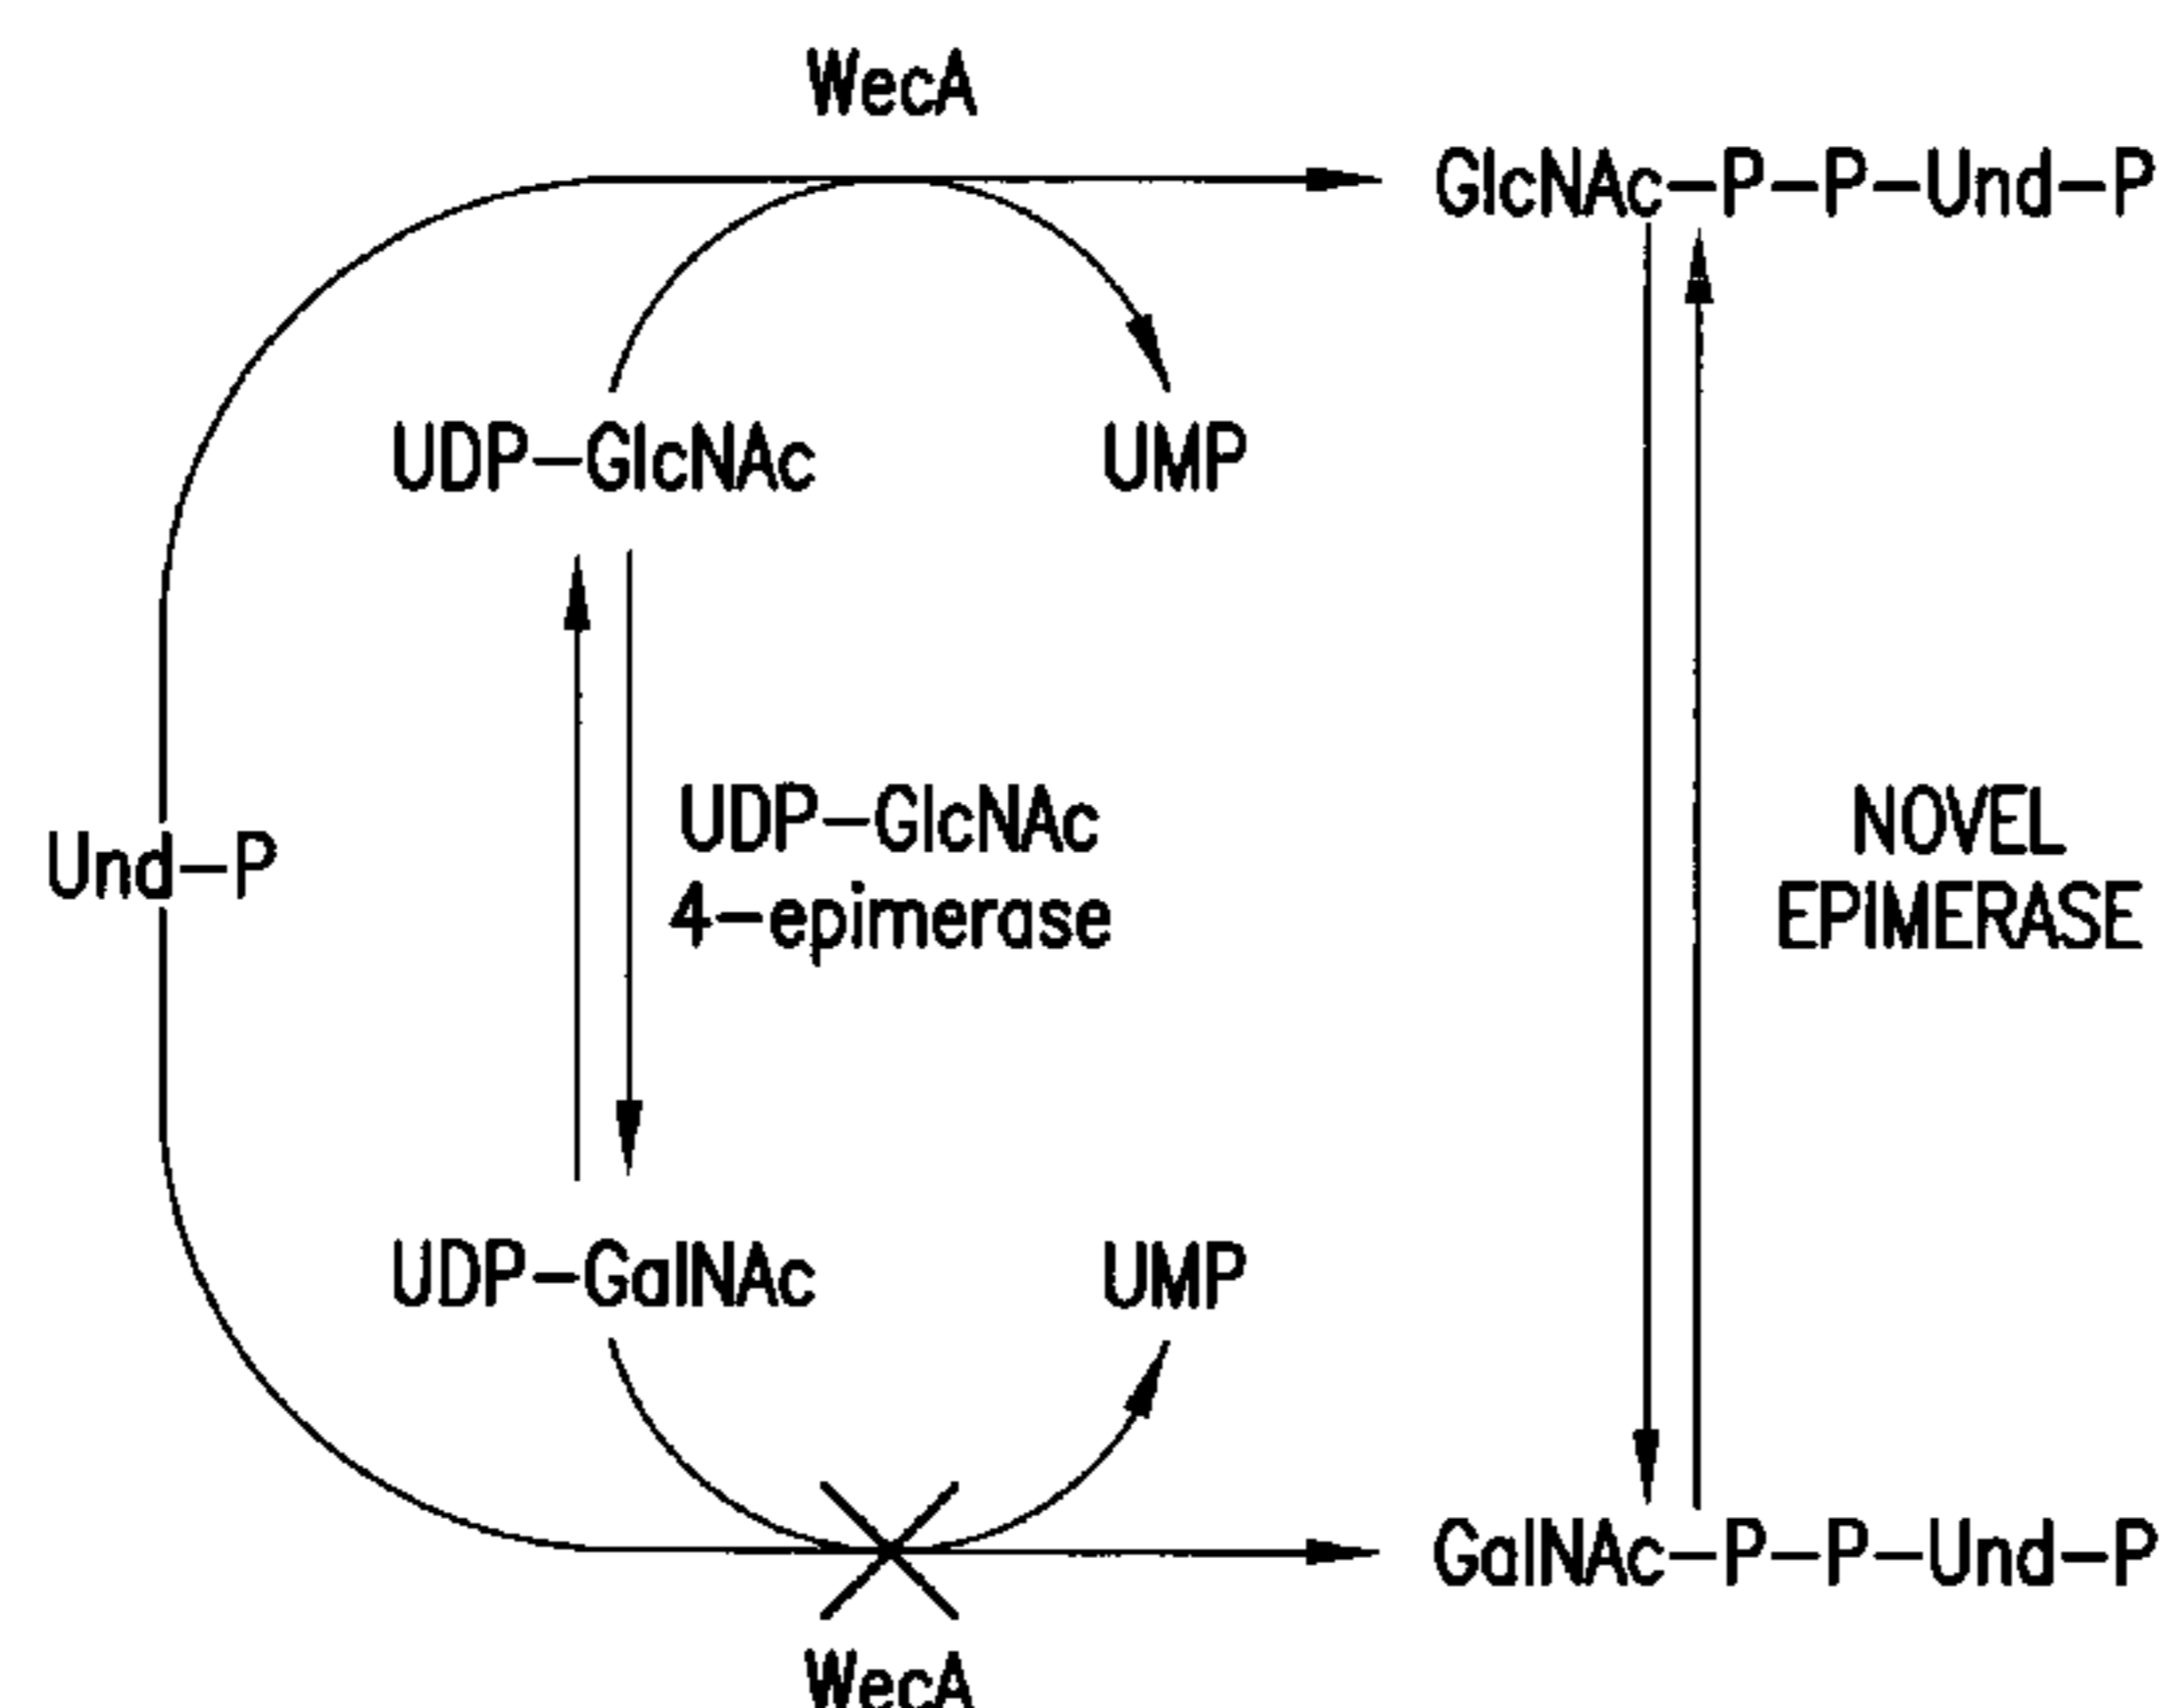 WecA
GlcNAc-P-P-Und-P
UDP-GlcNAc
UMP
UDP-GlcNAc
4-epimerase
NOVEL
EPIMERASE
Und-P
UDP-GalNAc
UMP
GalNAc-P-P-Und-P
WecA